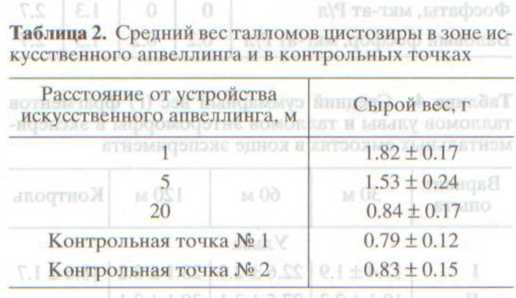 Таблица 2. Средний вес талломов цистозиры в зоне ис-
кусственного апвеллинга и в контрольных точках
Расстояние от устройства
искусственного апвеллинга, м
Сырой вес, г
1 1.82 ± 0.17
5 1.53 ± 0.24
20 0.84 ± 0.17
Контрольная точка № 1 0.79 ± 0.12
Контрольная точка № 2 0.83 ± 0.15